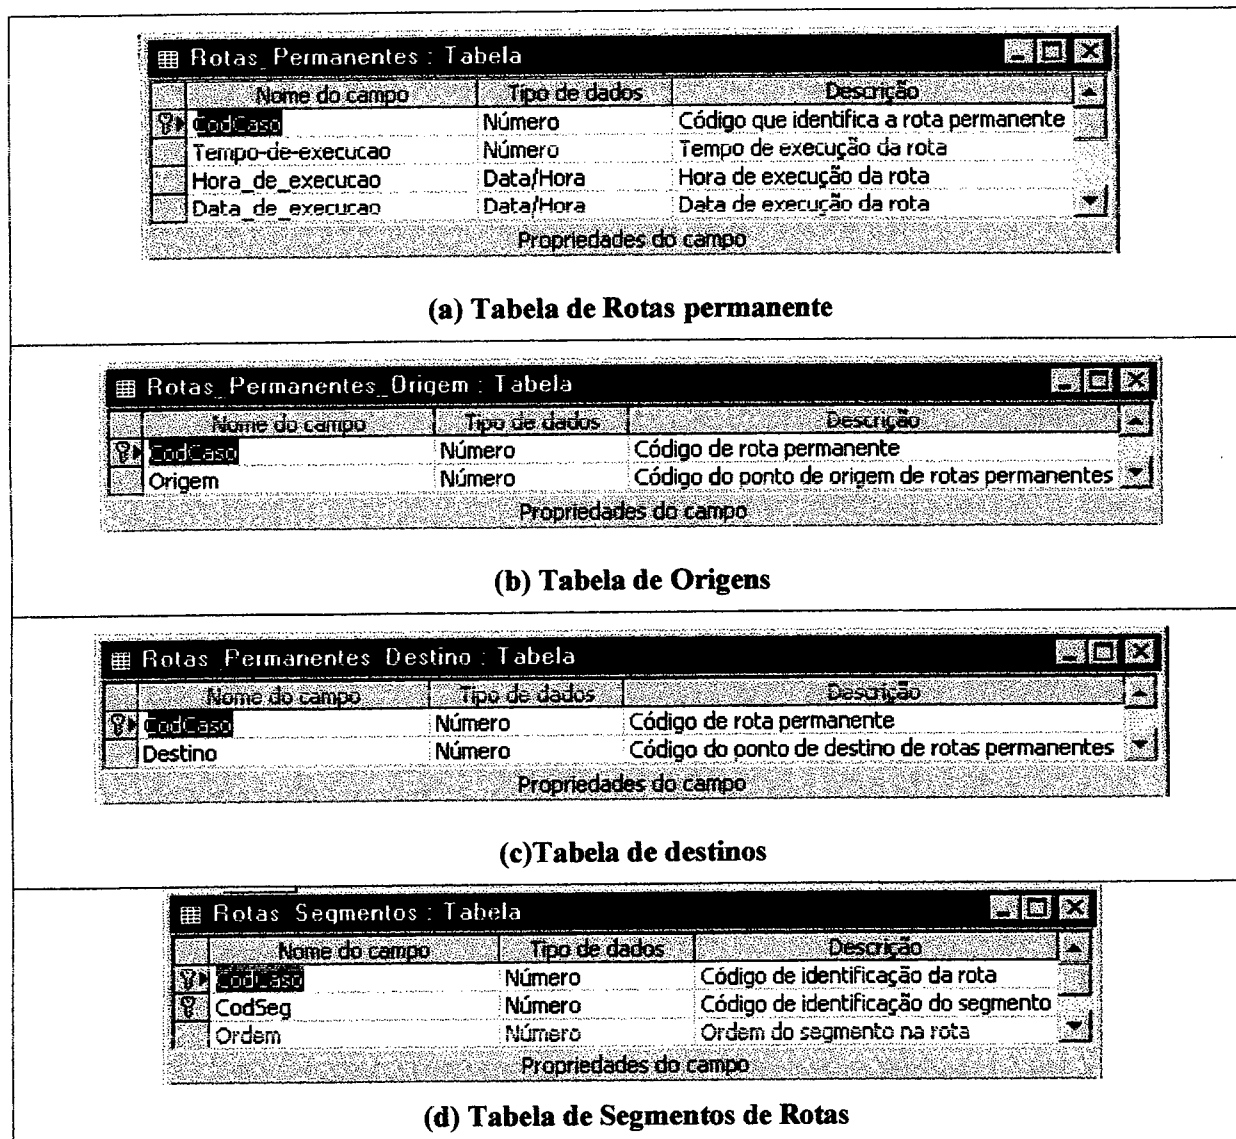 Rotas_Permanentes : Tabela
Nome do campo Tipo de dados Descrição
CodCaso Número Código que identifica a rota permanente
Tempo-de-execucao Número Tempo de execução da rota
Hora_de_execucao Data/Hora Hora de execução da rota
Data_de_execucao Data/Hora Data de execução da rota
Propriedades do campo
(a) Tabela de Rotas permanente
Rotas_Permanentes_Origem : Tabela
Nome do campo Tipo de dados Descrição
CodCaso Número Código de rota permanente
Origem Número Código do ponto de origem de rotas permanentes
Propriedades do campo
(b) Tabela de Origens
Rotas_Permanentes_Destino : Tabela
Nome do campo Tipo de dados Descrição
CodCaso Número Código de rota permanente
Destino Número Código do ponto de destino de rotas permanentes
Propriedades do campo
(c)Tabela de destinos
Rotas_Segmentos : Tabela
Nome do campo Tipo de dados Descrição
CodCaso Número Código de identificação da rota
CodSeg Número Código de identificação do segmento
Ordem Número Ordem do segmento na rota
Propriedades do campo
(d) Tabela de Segmentos de Rotas